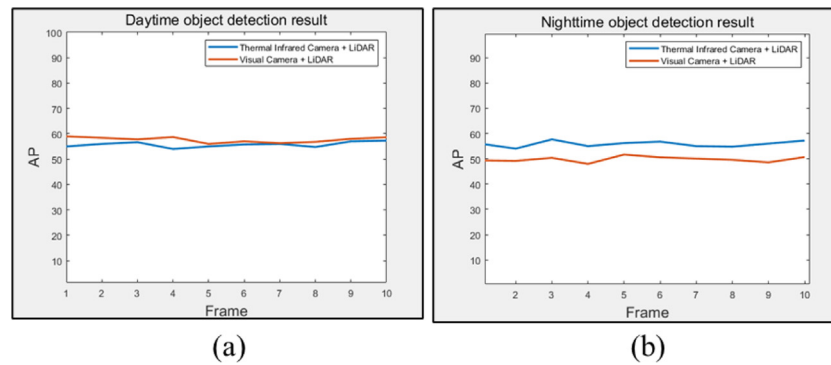 Daytime object detection result
Thermal Infrared Camera + LiDAR
Visual Camera + LiDAR
100
90
80
70
60
50
40
30
20
10
AP
1 2 3 4 5 6 7 8 9 10
Frame
(a)
Nighttime object detection result
Thermal Infrared Camera + LiDAR
Visual Camera + LiDAR
90
80
70
60
50
40
30
20
10
AP
2 3 4 5 6 7 8 9 10
Frame
(b)